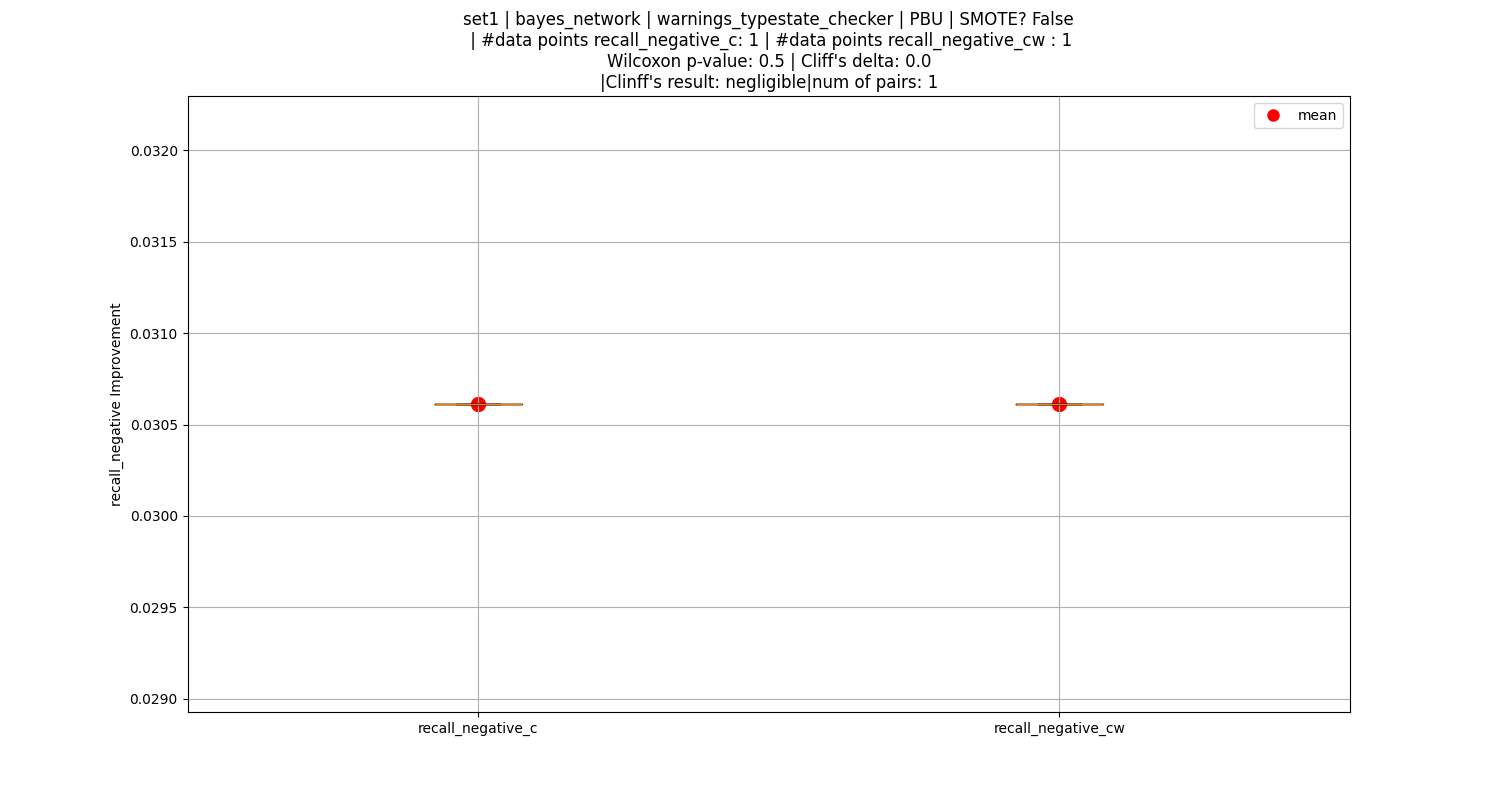 set1 | bayes_network | warnings_typestate_checker | PBU | SMOTE? False
| #data points recall_negative_c: 1 | #data points recall_negative_cw : 1
Wilcoxon p-value: 0.5 | Cliff's delta: 0.0
|Clinff's result: negligible|num of pairs: 1
mean
0.0320
0.0315
0.0310
0.0305
0.0300
0.0295
0.0290
recall_negative Improvement
recall_negative_c
recall_negative_cw